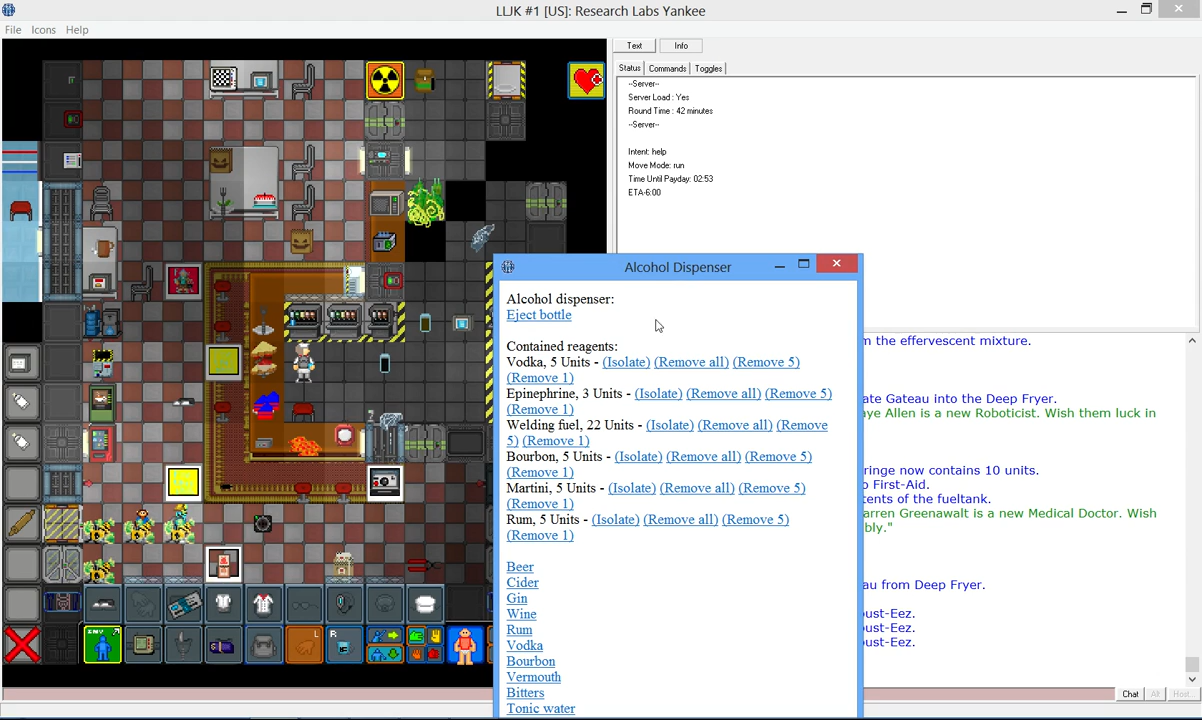 LLJK #1 [US]: Research Labs Yankee
File Icons Help
Text Info
Status Commands Toggles
--Server--
Server Load : Yes
Round Time : 42 minutes
--Server--
Intent: help
Move Mode: run
Time Until Payday: 02:53
ETA-6:00
Alcohol Dispenser
Alcohol dispenser:
Eject bottle
Contained reagents:
Vodka, 5 Units - (Isolate) (Remove all) (Remove 5)
(Remove 1)
Epinephrine, 3 Units - (Isolate) (Remove all) (Remove 5)
(Remove 1)
Welding fuel, 22 Units - (Isolate) (Remove all) (Remove
5) (Remove 1)
Bourbon, 5 Units - (Isolate) (Remove all) (Remove 5)
(Remove 1)
Martini, 5 Units - (Isolate) (Remove all) (Remove 5)
(Remove 1)
Rum, 5 Units - (Isolate) (Remove all) (Remove 5)
(Remove 1)
Beer
Cider
Gin
Wine
Rum
Vodka
Bourbon
Vermouth
Bitters
Tonic water
m the effervescent mixture.
ate Gateau into the Deep Fryer.
ye Allen is a new Roboticist. Wish them luck in
ringe now contains 10 units.
o First-Aid.
tents of the fueltank.
arren Greenawalt is a new Medical Doctor. Wish
bly."
au from Deep Fryer.
ust-Eez.
ust-Eez.
ust-Eez.
INV
L
R
Chat Alt Host...